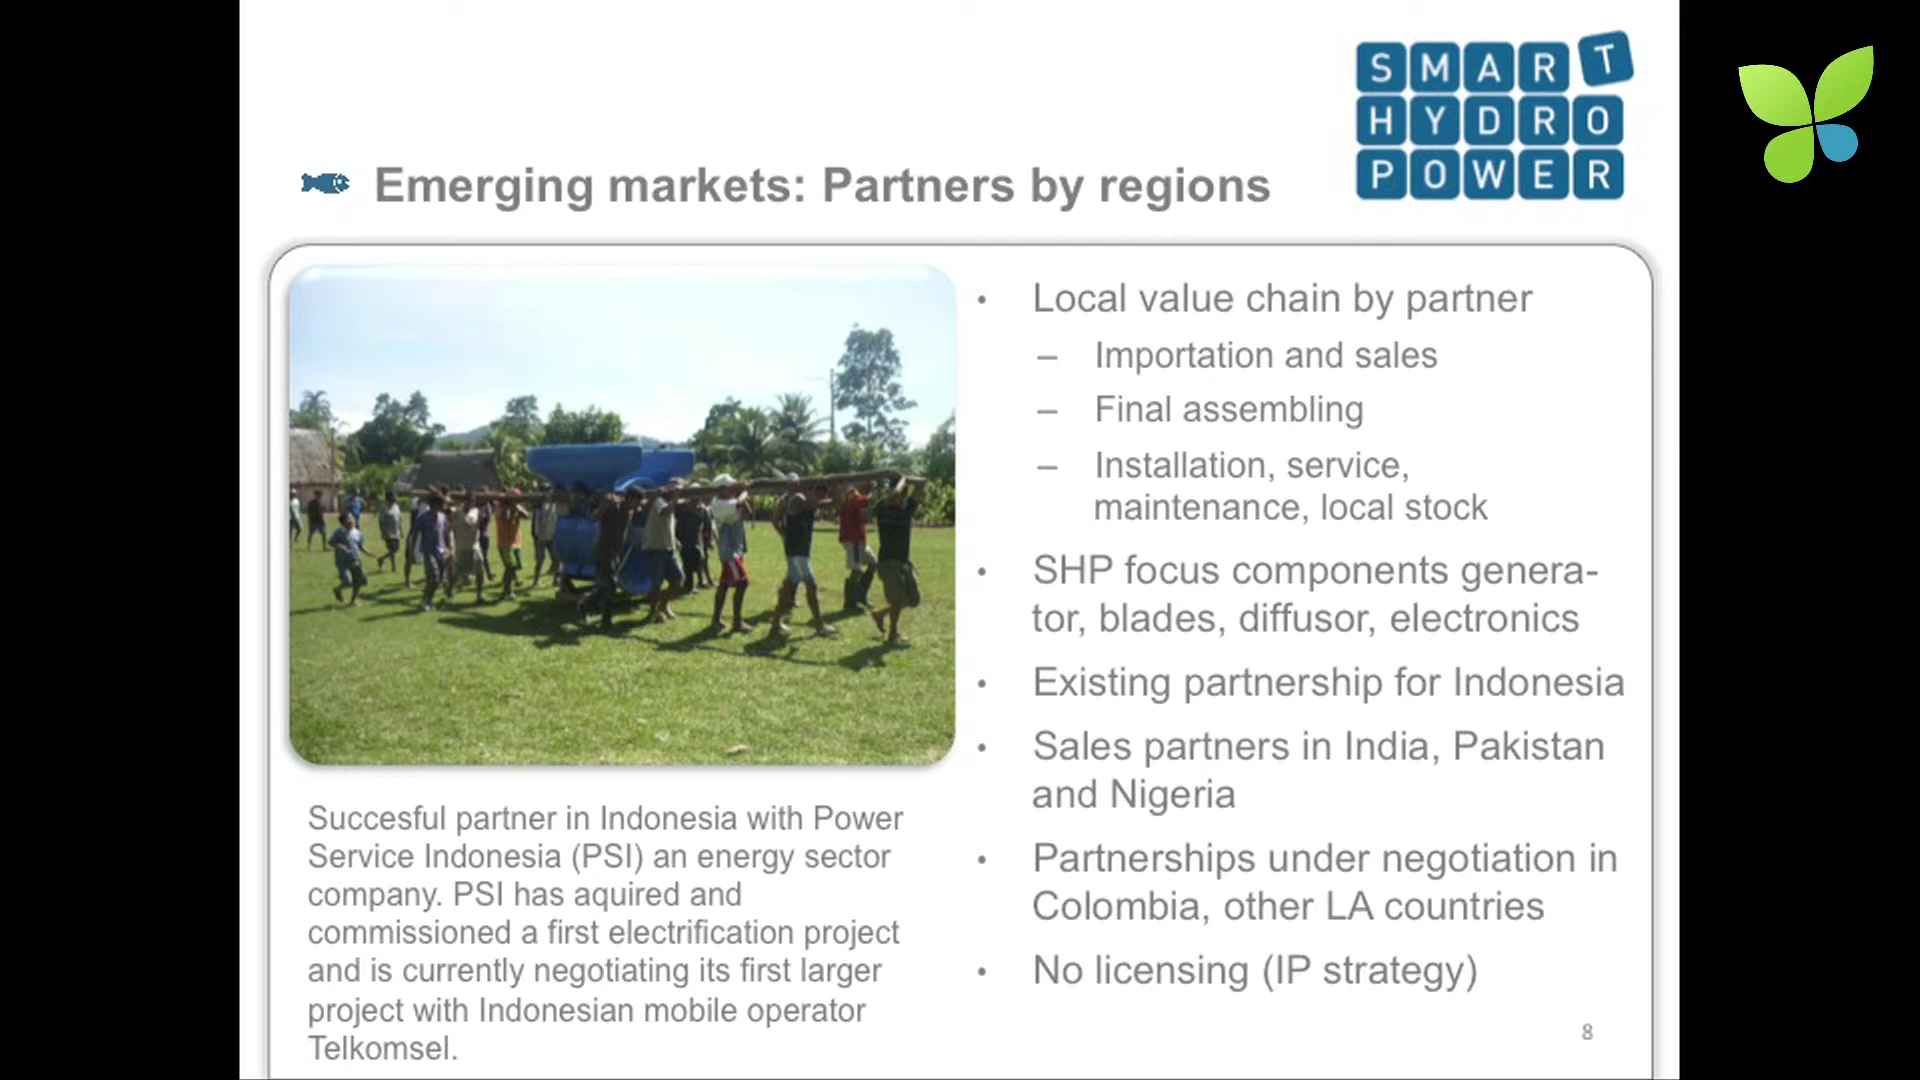 SMART
HYDRO
POWER
Emerging markets: Partners by regions
• Local value chain by partner
– Importation and sales
– Final assembling
– Installation, service,
maintenance, local stock
• SHP focus components genera-
tor, blades, diffusor, electronics
• Existing partnership for Indonesia
• Sales partners in India, Pakistan
and Nigeria
• Partnerships under negotiation in
Colombia, other LA countries
• No licensing (IP strategy)
Succesful partner in Indonesia with Power
Service Indonesia (PSI) an energy sector
company. PSI has aquired and
commissioned a first electrification project
and is currently negotiating its first larger
project with Indonesian mobile operator
Telkomsel.
8